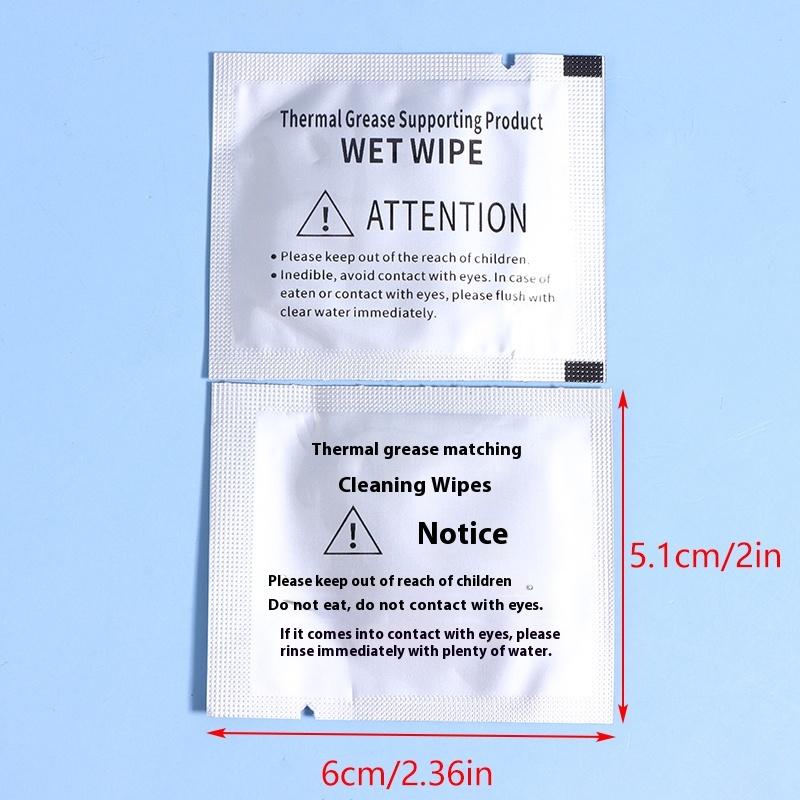 Thermal Grease Supporting Product
WET WIPE
! ATTENTION
• Please keep out of the reach of children.
• Inedible, avoid contact with eyes. In case of
eaten or contact with eyes, please flush with
clear water immediately.
Thermal grease matching
Cleaning Wipes
! Notice
Please keep out of reach of children
Do not eat, do not contact with eyes.
If it comes into contact with eyes, please
rinse immediately with plenty of water.
5.1cm/2in
6cm/2.36in